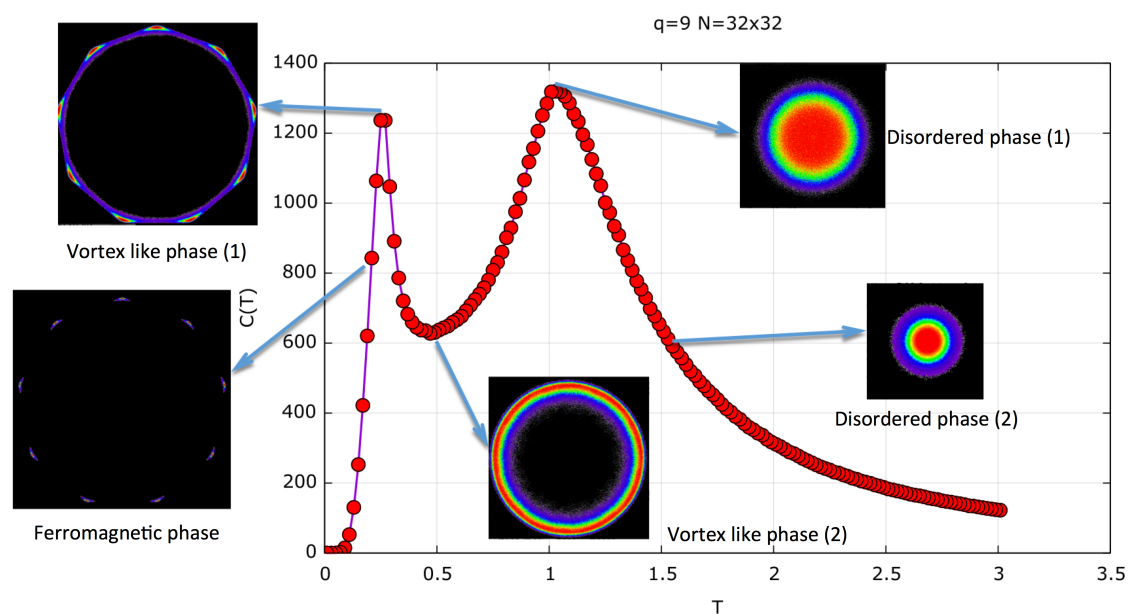 q=9 N=32x32
1400
1200
1000
800
600
400
200
0
C(T)
0
0.5
1
1.5
2
2.5
3
3.5
T
Vortex like phase (1)
Ferromagnetic phase
Vortex like phase (2)
Disordered phase (1)
Disordered phase (2)